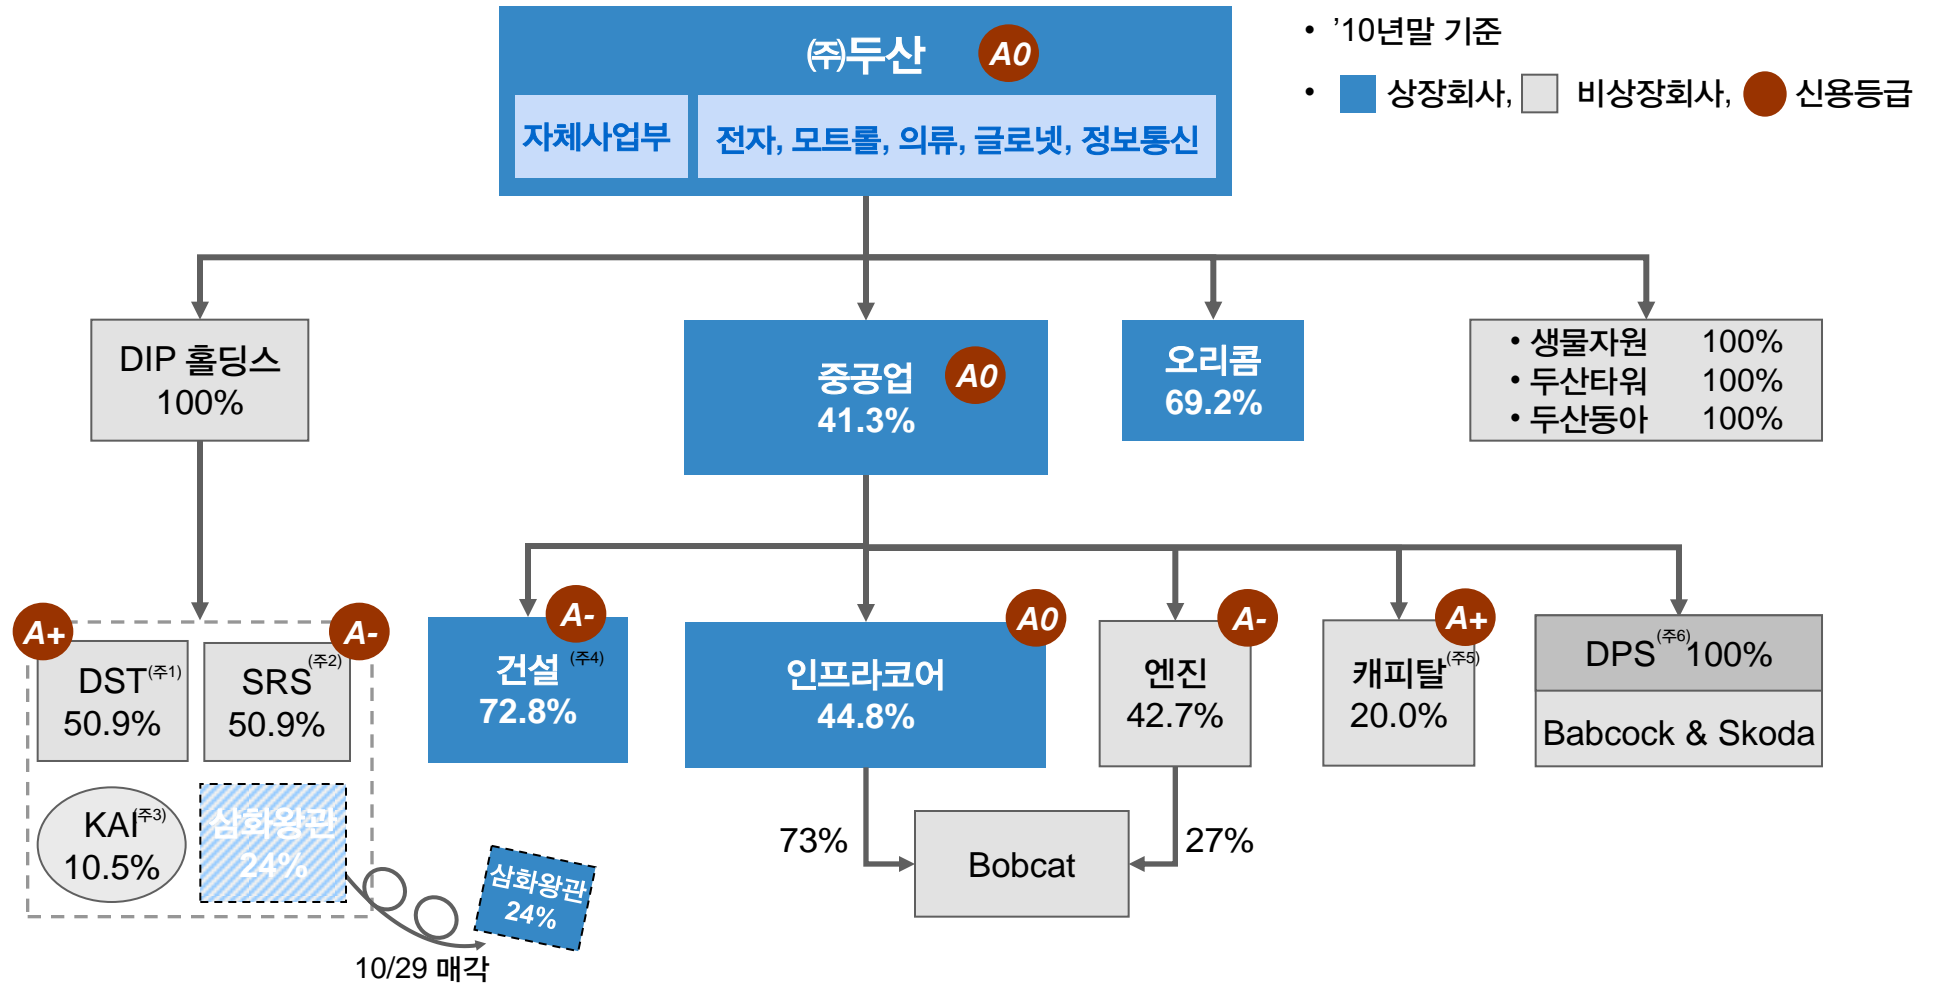 ㈜두산
A0
자체사업부
전자, 모트롤, 의류, 글로넷, 정보통신
• ’10년말 기준
• 상장회사, 비상장회사, 신용등급
DIP 홀딩스
100%
중공업
41.3%
A0
오리콤
69.2%
• 생물자원 100%
• 두산타워 100%
• 두산동아 100%
A+
DST(주1)
50.9%
A-
SRS(주2)
50.9%
KAI(주3)
10.5%
삼화왕관
24%
삼화왕관
24%
10/29 매각
A-
건설(주4)
72.8%
A0
인프라코어
44.8%
A-
엔진
42.7%
A+
캐피탈(주5)
20.0%
DPS(주6)100%
Babcock & Skoda
73%
Bobcat
27%